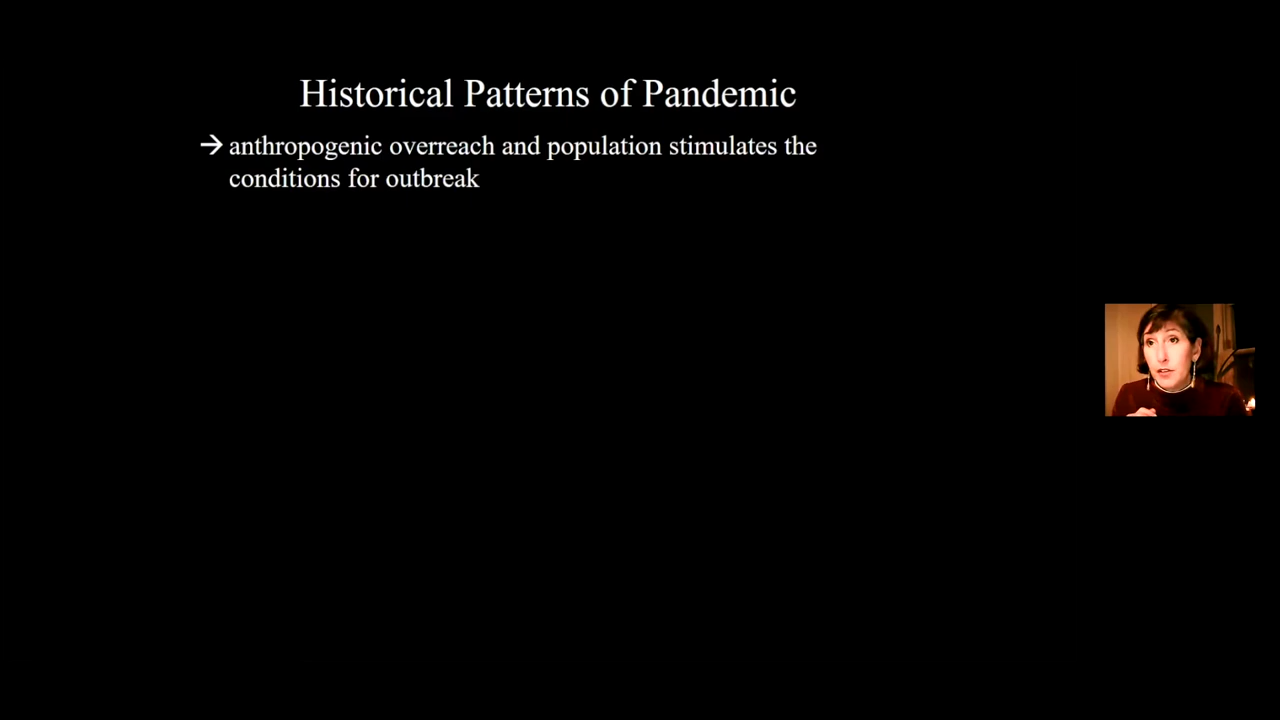 Historical Patterns of Pandemic
→ anthropogenic overreach and population stimulates the
conditions for outbreak